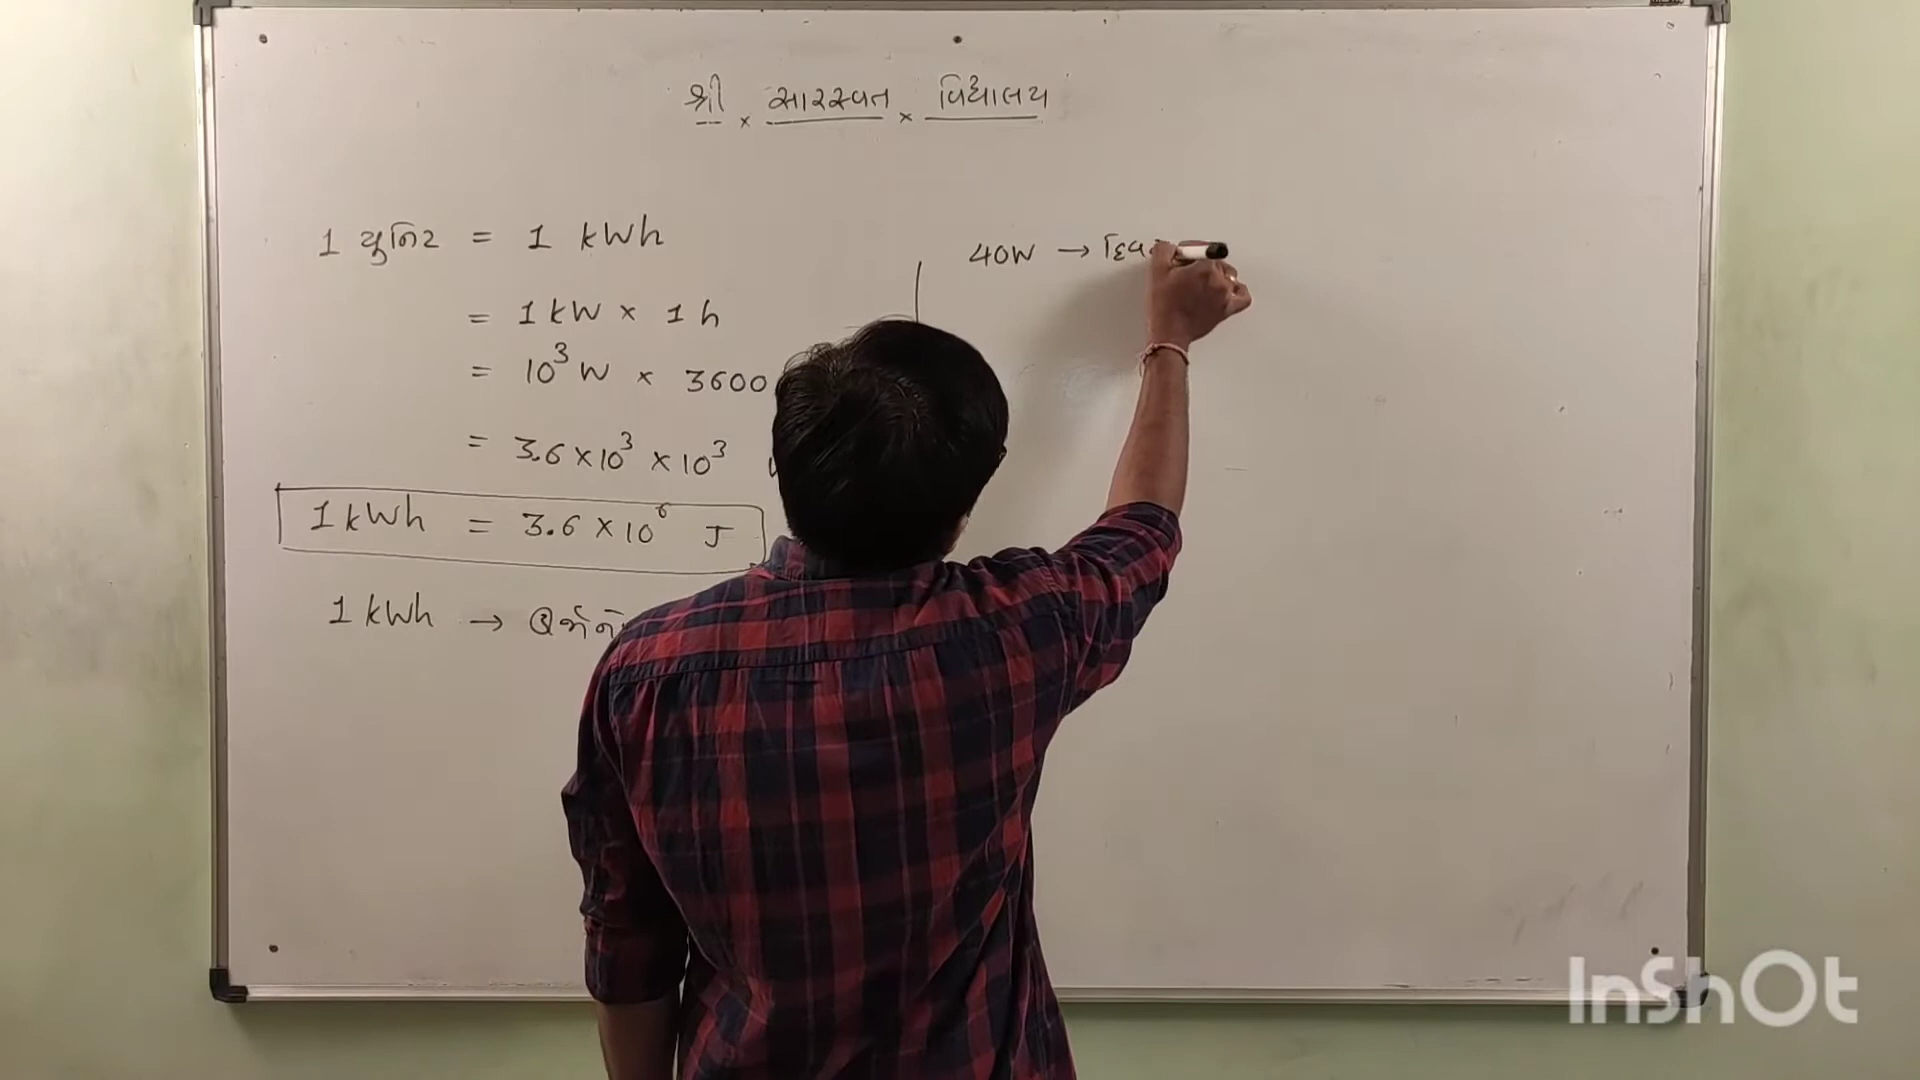 શ્રી × સારસ્વત × વિદ્યાલય
1 યુનિટ = 1 kWh
= 1 kW × 1 h
= 10³ W × 3600
= 3.6 × 10³ × 10³
1 kWh = 3.6 × 10⁶ J
1 kWh →
40W →
InShOt